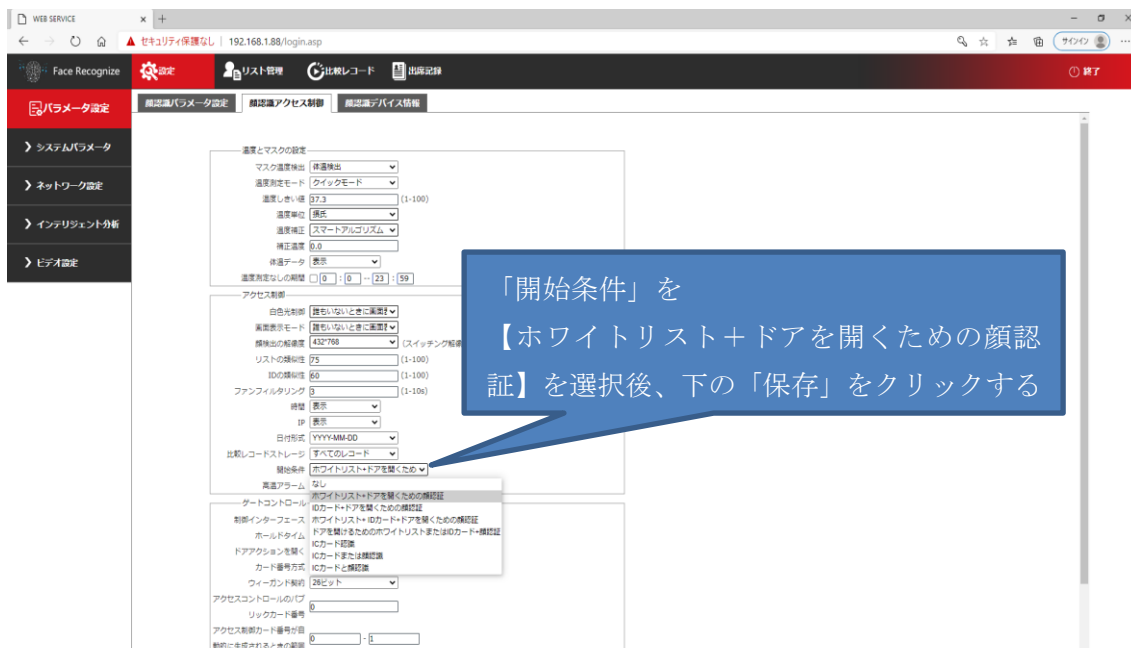 WEB SERVICE
セキュリティ保護なし | 192.168.1.88/login.asp
サインイン
Face Recognize
設定
リスト管理
比較レコード
出席記録
終了
パラメータ設定
顔認識パラメータ設定
顔認識アクセス制御
顔認識デバイス情報
システムパラメータ
ネットワーク設定
インテリジェント分析
ビデオ設定
温度とマスクの設定
マスク温度検出 体温検出
温度測定モード クイックモード
温度しきい値 37.3 (1-100)
温度単位 摂氏
温度補正 スマートアルゴリズム
補正温度 0.0
体温データ 表示
温度測定なしの期間 0 : 0 -- 23 : 59
アクセス制御
白色光制御 誰もいないときに画面
画面表示モード 誰もいないときに画面
顔検出の解像度 432*768 (スイッチング解像
リストの類似性 75 (1-100)
IDの類似性 60 (1-100)
ファンフィルタリング 3 (1-10s)
時間 表示
IP 表示
日付形式 YYYY-MM-DD
比較レコードストレージ すべてのレコード
開始条件 ホワイトリスト+ドアを開くため
高温アラーム
なし
ホワイトリスト+ドアを開くための顔認証
IDカード+ドアを開くための顔認証
ホワイトリスト+ IDカード+ドアを開くための顔認証
ドアを開けるためのホワイトリストまたはIDカード+顔認証
ICカード認識
ICカードまたは顔認識
ICカードと顔認識
ゲートコントロール
制御インターフェース
ホールドタイム
ドアアクションを開く
カード番号方式
ウィーガンド契約 26ビット
アクセスコントロールのパブ
リックカード番号 0
アクセス制御カード番号が自
動的に生成されるときの範囲 0 - 1
「開始条件」を
【ホワイトリスト＋ドアを開くための顔認
証】を選択後、下の「保存」をクリックする